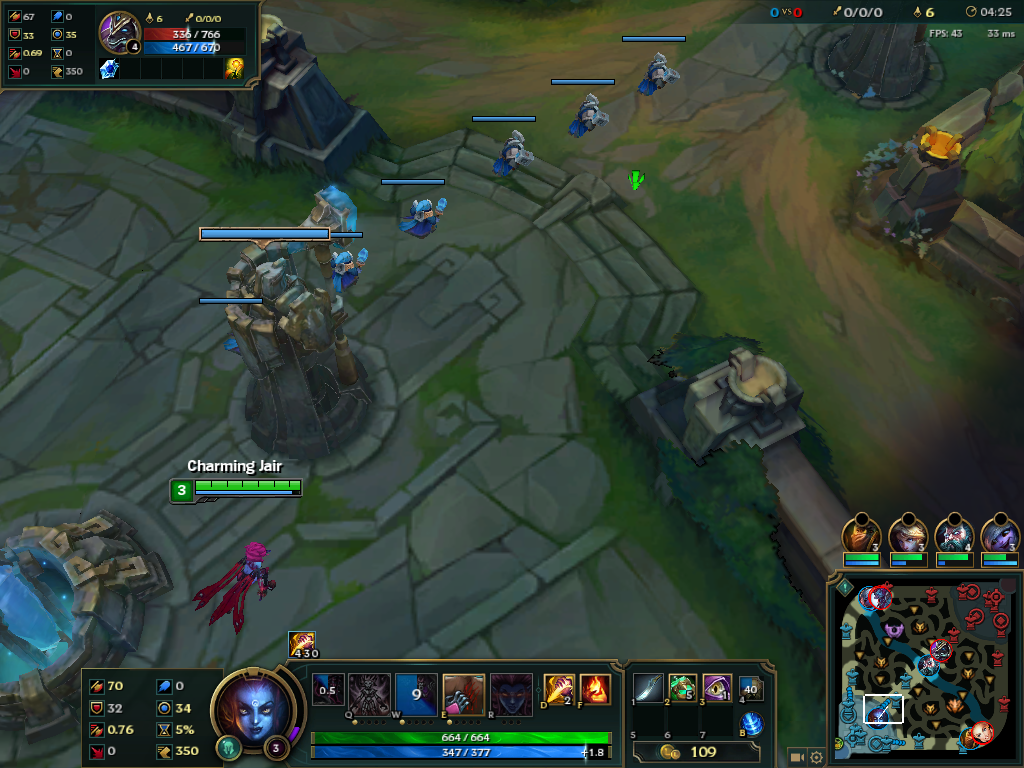 67 0 6 0/0/0
33 35 336 / 766
0.69 0 4 467 / 670
0 350
0 vs 0 0/0/0 6 04:25
FPS: 43 33 ms
Charming Jair
3
3 3 4 3
430
70 0
32 34
0.76 5%
0 350
3
0.5 9
Q W E R
D 2 F
664 / 664
347 / 377 +1.8
1 2 5 3 1 4 40
5 6 7 B
109